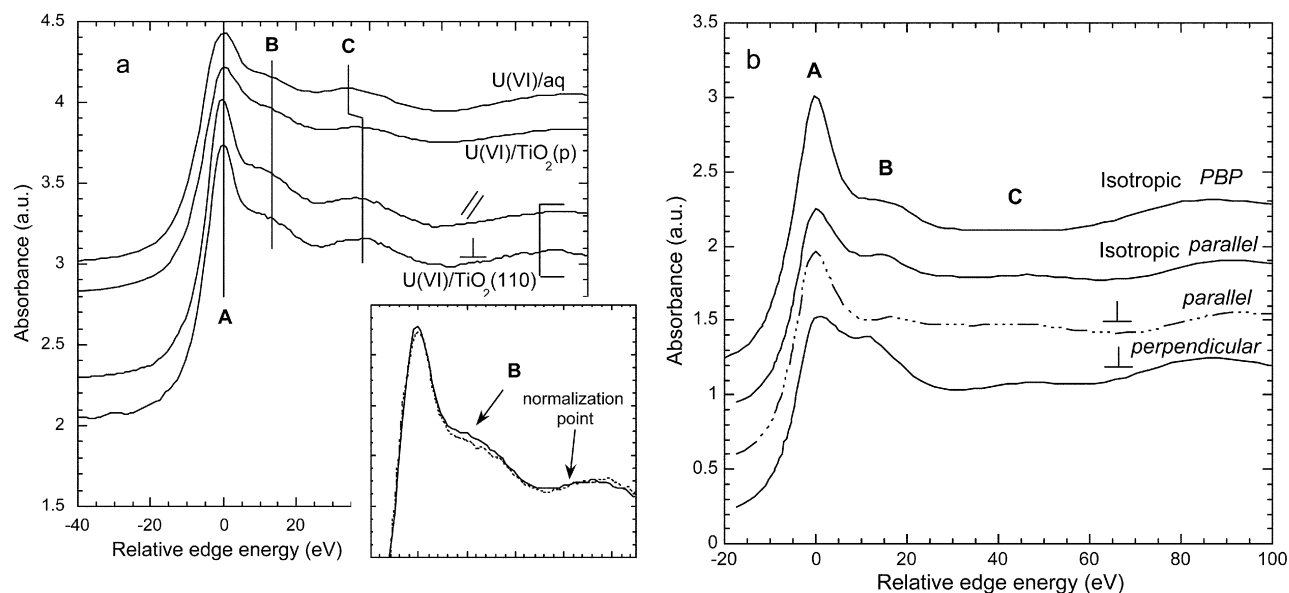 a
4.5
4
3.5
3
2.5
2
1.5
Absorbance (a.u.)
B
C
U(VI)/aq
U(VI)/TiO2(p)
//
⊥
U(VI)/TiO2(110)
A
B
normalization
point
-40
-20
0
20
Relative edge energy (eV)
b
3.5
3
2.5
2
1.5
1
0.5
0
Absorbance (a.u.)
A
B
C
Isotropic PBP
Isotropic parallel
⊥ parallel
⊥ perpendicular
-20
0
20
40
60
80
100
Relative edge energy (eV)